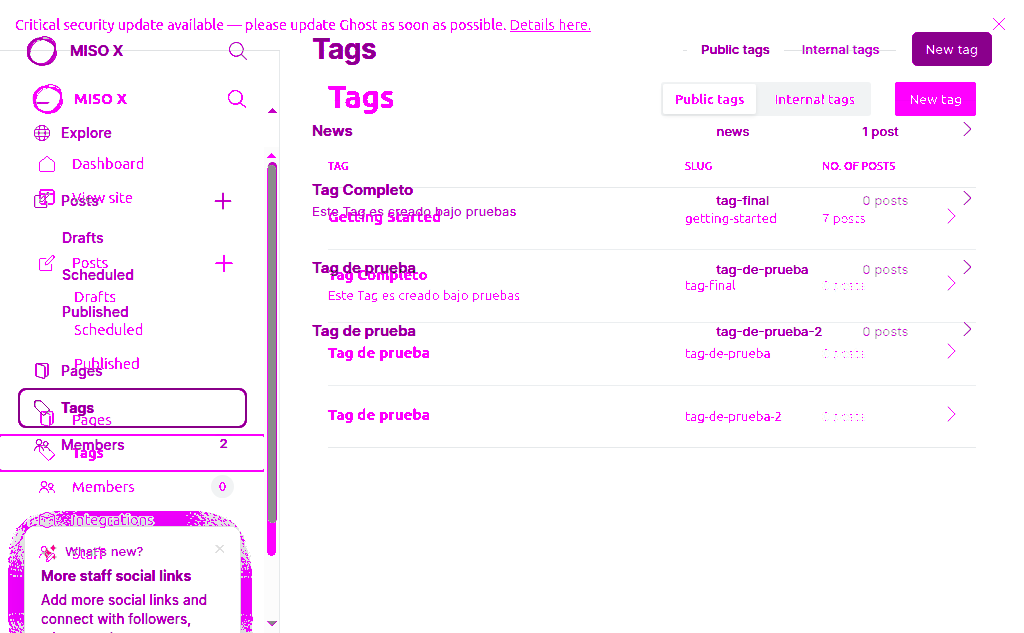 Critical security update available — please update Ghost as soon as possible. Details here.
MISO X
Tags
Public tags
Internal tags
New tag
MISO X
Tags
Public tags
Internal tags
New tag
Explore
News
news
1 post
Dashboard
TAG
SLUG
NO. OF POSTS
Posts
View site
Tag Completo
tag-final
0 posts
Este Tag es creado bajo pruebas
Getting Started
getting-started
7 posts
Drafts
Posts
Tag de prueba
tag-de-prueba
0 posts
Scheduled
Tag Completo
tag-final
Drafts
Este Tag es creado bajo pruebas
Published
Scheduled
Tag de prueba
tag-de-prueba-2
0 posts
Published
Tag de prueba
tag-de-prueba
Pages
Tags
Pages
Tag de prueba
tag-de-prueba-2
Members
2
Tags
Members
0
Integrations
What's new?
Staff
More staff social links
Add more social links and
connect with followers,